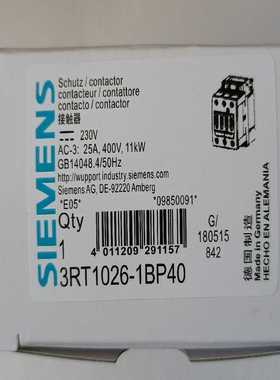 SIEMENS
Schutz / contactor
contacteur / contattore
contacto / contactor
接触器
230V
AC-3: 25A, 400V, 11kW
GB14048.4/50Hz
http://wupport.industry.siemens.com
Siemens AG, DE-92220 Amberg
*E05* *09850091*
Qty
1
4 011209 291157
G/
180515
842
3RT1026-1BP40
德国制造
Made in Germany
HECHO EN ALEMANIA